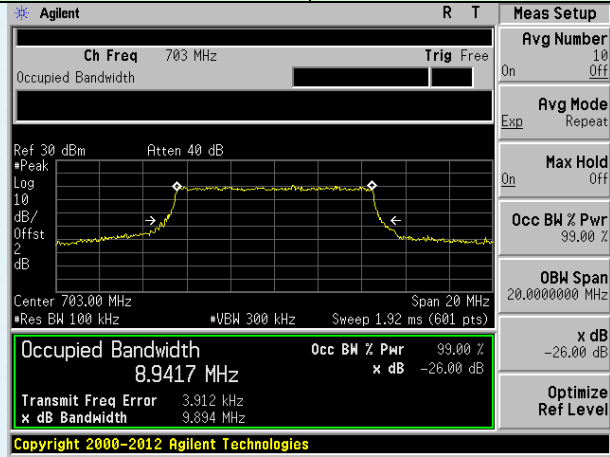 Agilent R T
Ch Freq 703 MHz Trig Free
Occupied Bandwidth
Ref 30 dBm Atten 40 dB
#Peak
Log
10
dB/
Offst
2
dB
Center 703.00 MHz Span 20 MHz
#Res BW 100 kHz #VBW 300 kHz Sweep 1.92 ms (601 pts)
Occupied Bandwidth Occ BW % Pwr 99.00 %
8.9417 MHz x dB -26.00 dB
Transmit Freq Error 3.912 kHz
x dB Bandwidth 9.894 MHz
Copyright 2000-2012 Agilent Technologies
Meas Setup
Avg Number
10
On Off
Avg Mode
Exp Repeat
Max Hold
On Off
Occ BW % Pwr
99.00 %
OBW Span
20.0000000 MHz
x dB
-26.00 dB
Optimize
Ref Level